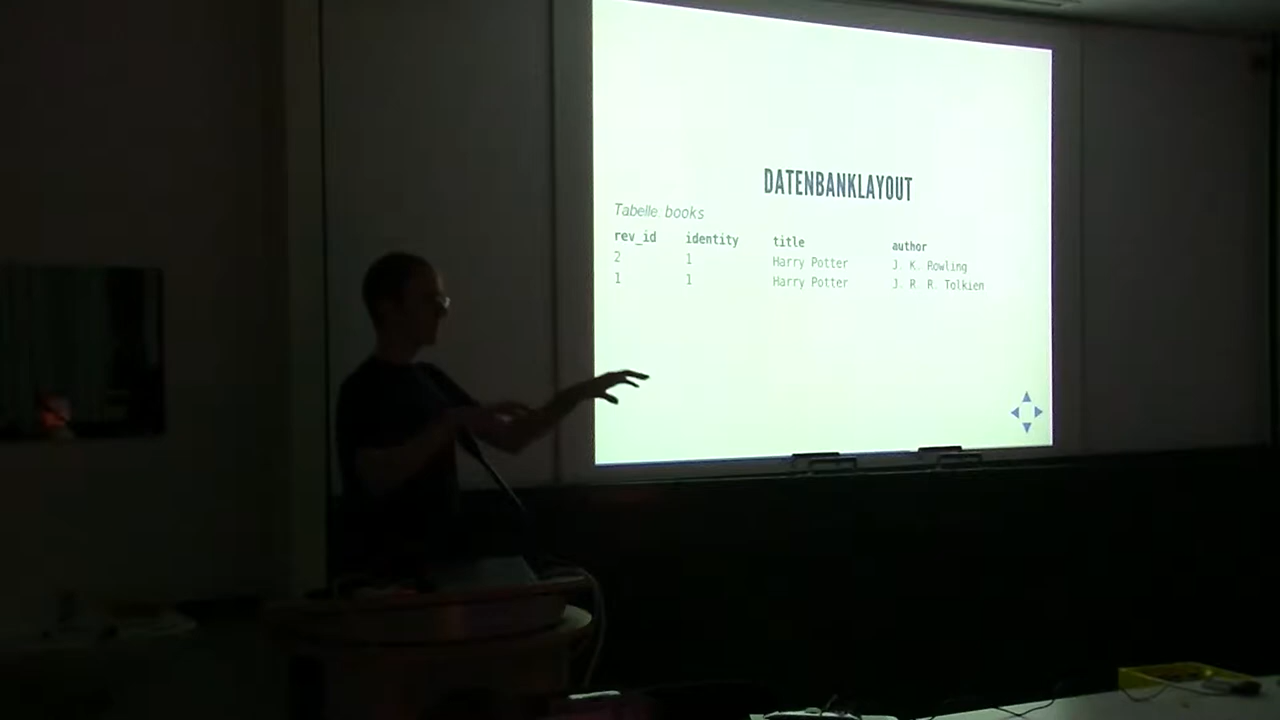 DATENBANKLAYOUT
Tabelle: books
rev_id identity title author
2 1 Harry Potter J. K. Rowling
1 1 Harry Potter J. R. R. Tolkien